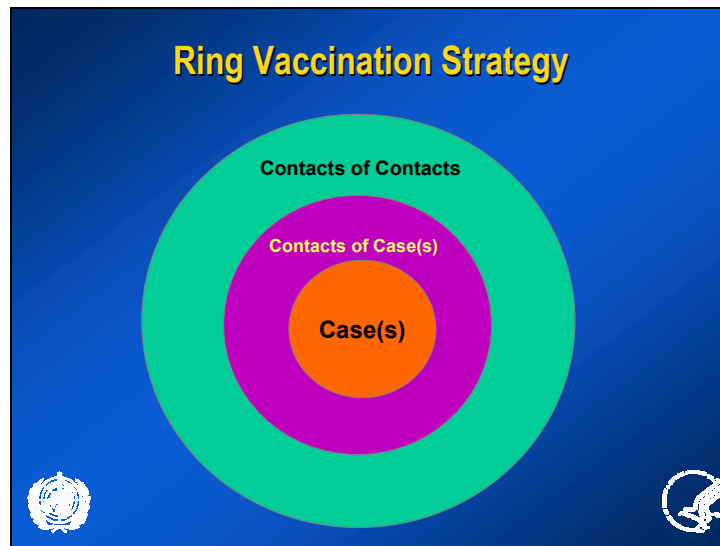 Ring Vaccination Strategy
Contacts of Contacts
Contacts of Case(s)
Case(s)